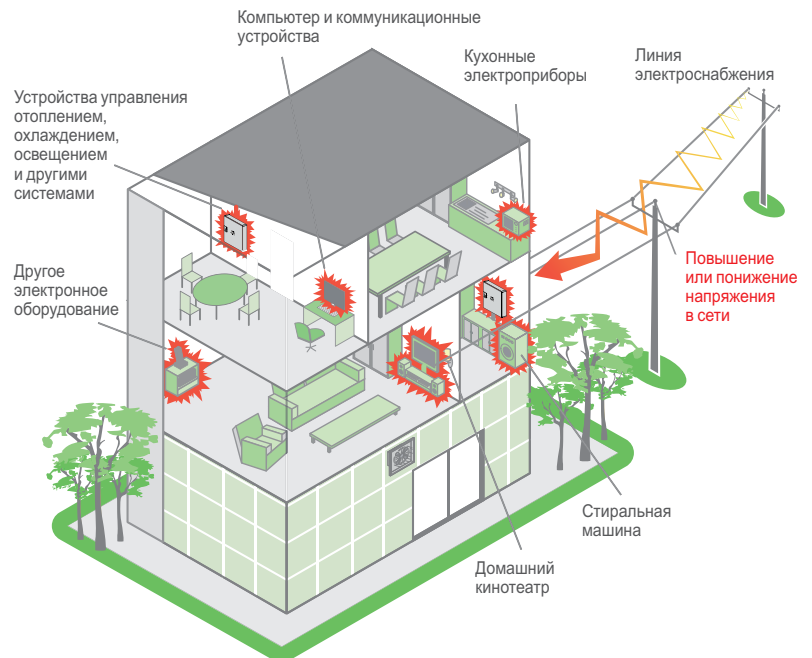 Компьютер и коммуникационные
устройства
Кухонные
электроприборы
Линия
электроснабжения
Устройства управления
отоплением,
охлаждением,
освещением
и другими
системами
Другое
электронное
оборудование
Повышение
или понижение
напряжения
в сети
Стиральная
машина
Домашний
кинотеатр